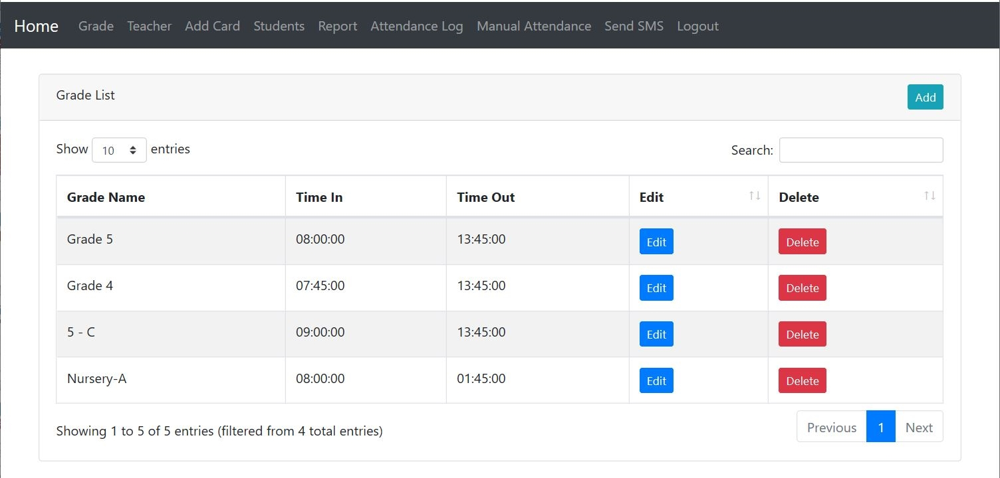 Home Grade Teacher Add Card Students Report Attendance Log Manual Attendance Send SMS Logout
Grade List Add
Show 10 entries Search:
Grade Name Time In Time Out Edit Delete
Grade 5 08:00:00 13:45:00 Edit Delete
Grade 4 07:45:00 13:45:00 Edit Delete
5 - C 09:00:00 13:45:00 Edit Delete
Nursery-A 08:00:00 01:45:00 Edit Delete
Showing 1 to 5 of 5 entries (filtered from 4 total entries) Previous 1 Next